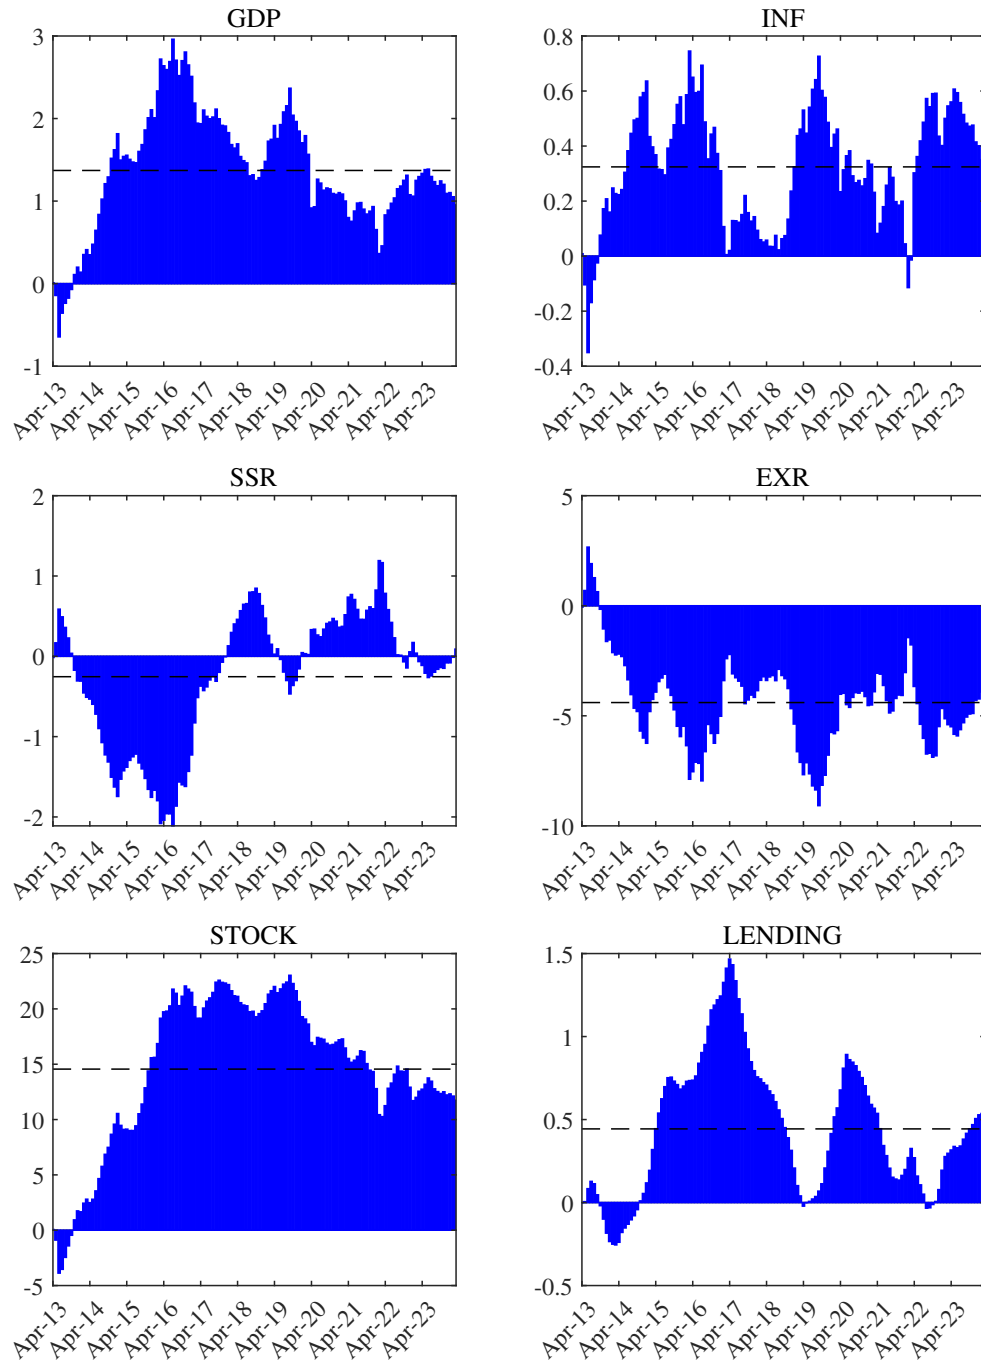 GDP
3
2
1
0
-1
Apr-13
Apr-14
Apr-15
Apr-16
Apr-17
Apr-18
Apr-19
Apr-20
Apr-21
Apr-22
Apr-23
INF
0.8
0.6
0.4
0.2
0
-0.2
-0.4
Apr-13
Apr-14
Apr-15
Apr-16
Apr-17
Apr-18
Apr-19
Apr-20
Apr-21
Apr-22
Apr-23
SSR
2
1
0
-1
-2
Apr-13
Apr-14
Apr-15
Apr-16
Apr-17
Apr-18
Apr-19
Apr-20
Apr-21
Apr-22
Apr-23
EXR
5
0
-5
-10
Apr-13
Apr-14
Apr-15
Apr-16
Apr-17
Apr-18
Apr-19
Apr-20
Apr-21
Apr-22
Apr-23
STOCK
25
20
15
10
5
0
-5
Apr-13
Apr-14
Apr-15
Apr-16
Apr-17
Apr-18
Apr-19
Apr-20
Apr-21
Apr-22
Apr-23
LENDING
1.5
1
0.5
0
-0.5
Apr-13
Apr-14
Apr-15
Apr-16
Apr-17
Apr-18
Apr-19
Apr-20
Apr-21
Apr-22
Apr-23